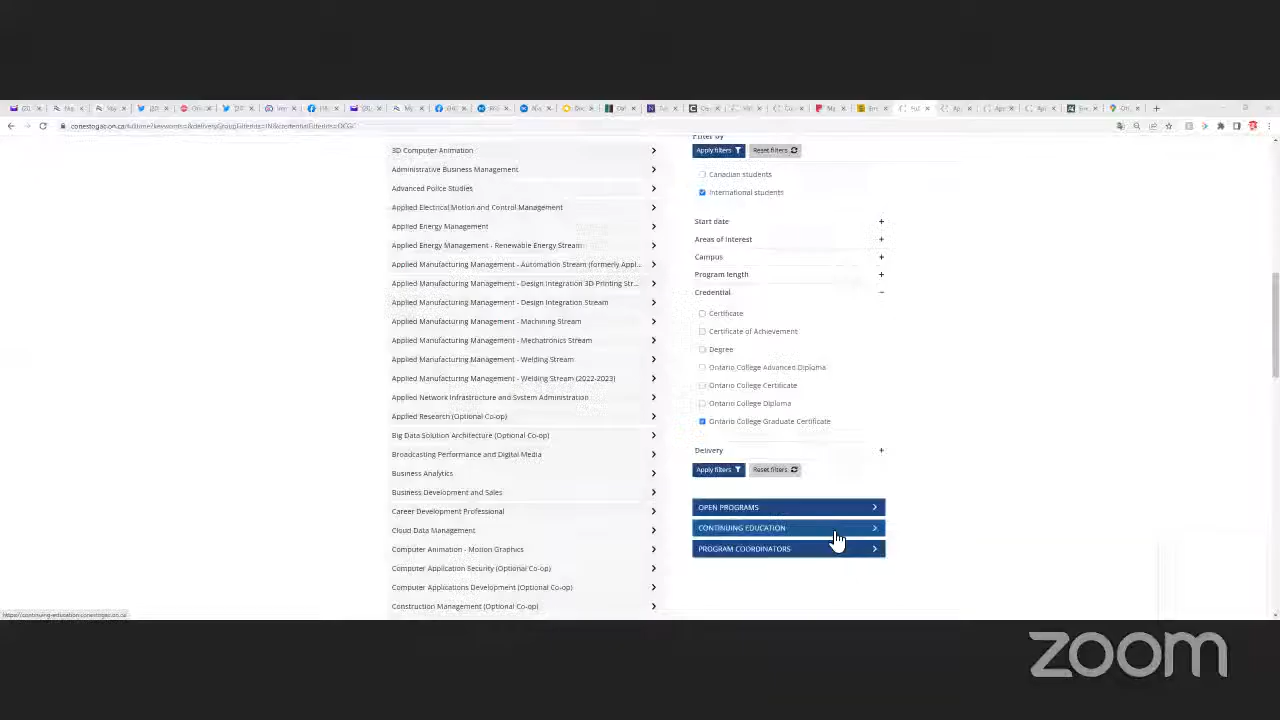 Filter by
3D Computer Animation
Apply filters
Reset filters
Administrative Business Management
Canadian students
Advanced Police Studies
International students
Applied Electrical Motion and Control Management
Start date
Applied Energy Management
Areas of interest
Applied Energy Management - Renewable Energy Stream
Campus
Applied Manufacturing Management - Automation Stream (formerly Appl...
Program length
Applied Manufacturing Management - Design Integration 3D Printing Str...
Credential
Applied Manufacturing Management - Design Integration Stream
Certificate
Applied Manufacturing Management - Machining Stream
Certificate of Achievement
Applied Manufacturing Management - Mechatronics Stream
Degree
Applied Manufacturing Management - Welding Stream
Ontario College Advanced Diploma
Applied Manufacturing Management - Welding Stream (2022-2023)
Ontario College Certificate
Applied Network Infrastructure and System Administration
Ontario College Diploma
Applied Research (Optional Co-op)
Ontario College Graduate Certificate
Big Data Solution Architecture (Optional Co-op)
Broadcasting Performance and Digital Media
Delivery
Business Analytics
Apply filters
Reset filters
Business Development and Sales
Career Development Professional
OPEN PROGRAMS
Cloud Data Management
CONTINUING EDUCATION
Computer Animation - Motion Graphics
PROGRAM COORDINATORS
Computer Application Security (Optional Co-op)
Computer Applications Development (Optional Co-op)
Construction Management (Optional Co-op)
https://continuing-education.conestogac.on.ca
zoom